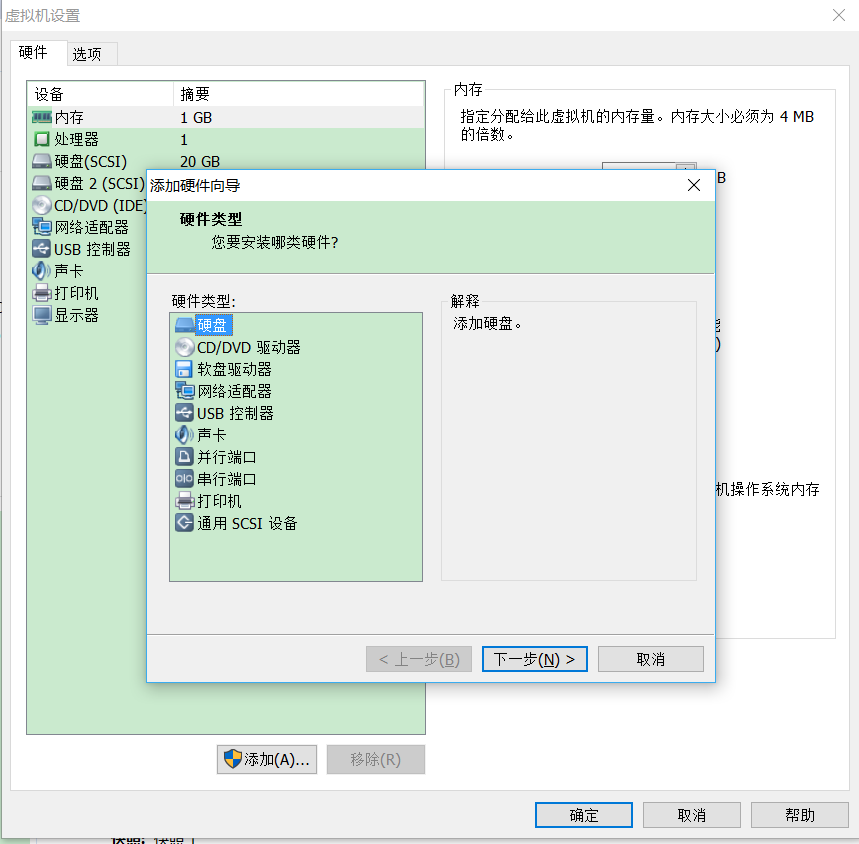 虚拟机设置
硬件
选项
设备 摘要
内存 1 GB
处理器 1
硬盘(SCSI) 20 GB
硬盘 2 (SCSI)
CD/DVD (IDE)
网络适配器
USB 控制器
声卡
打印机
显示器
内存
指定分配给此虚拟机的内存量。内存大小必须为 4 MB
的倍数。
B
能
)
机操作系统内存
添加硬件向导
硬件类型
您要安装哪类硬件?
硬件类型:
硬盘
CD/DVD 驱动器
软盘驱动器
网络适配器
USB 控制器
声卡
并行端口
串行端口
打印机
通用 SCSI 设备
解释
添加硬盘。
< 上一步(B)
下一步(N) >
取消
添加(A)...
移除(R)
确定
取消
帮助